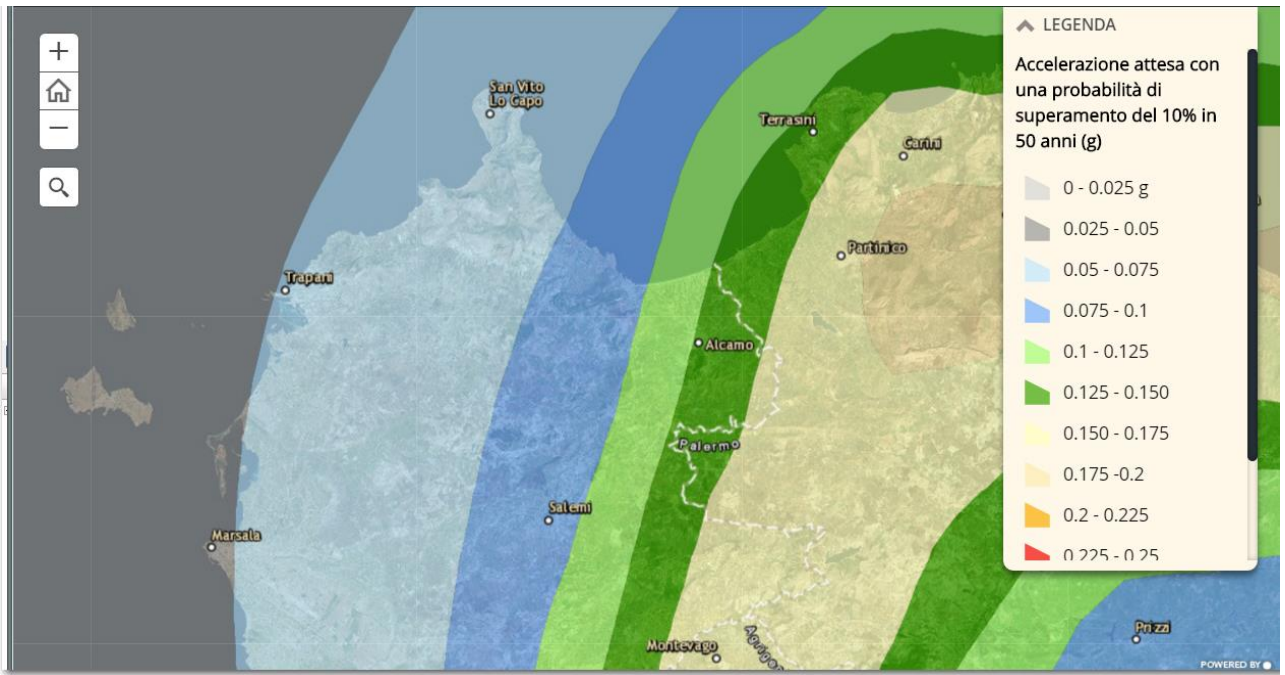 +
−
LEGENDA
Accelerazione attesa con
una probabilità di
superamento del 10% in
50 anni (g)
0 - 0.025 g
0.025 - 0.05
0.05 - 0.075
0.075 - 0.1
0.1 - 0.125
0.125 - 0.150
0.150 - 0.175
0.175 -0.2
0.2 - 0.225
0.225 - 0.25
San Vito
Lo Capo
Terrasini
Carini
Partinico
Trapani
Alcamo
Palermo
Salemi
Marsala
Montevago
Prizzi
POWERED BY